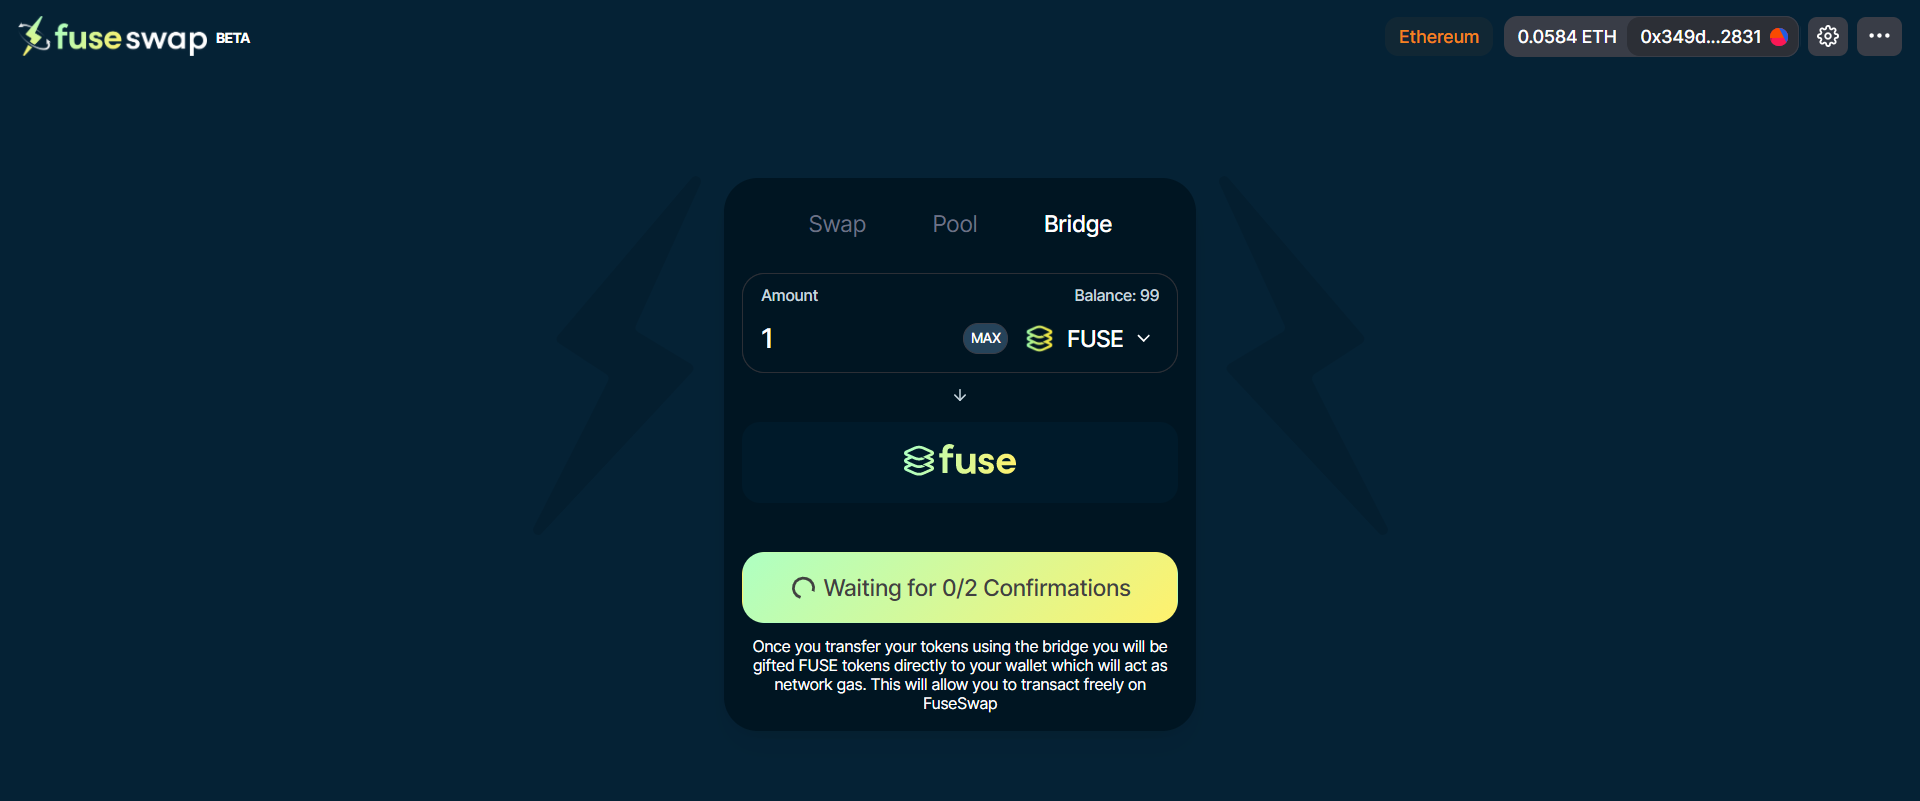 fuse swap BETA
Ethereum
0.0584 ETH
0x349d...2831
Swap
Pool
Bridge
Amount
Balance: 99
1
MAX
FUSE
fuse
Waiting for 0/2 Confirmations
Once you transfer your tokens using the bridge you will be
gifted FUSE tokens directly to your wallet which will act as
network gas. This will allow you to transact freely on
FuseSwap